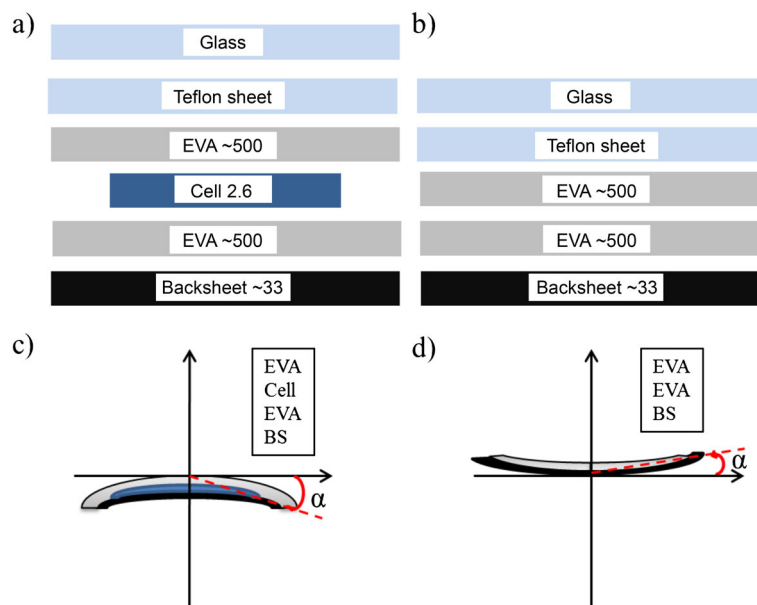 a)
Glass
Teflon sheet
EVA ~500
Cell 2.6
EVA ~500
Backsheet ~33
b)
Glass
Teflon sheet
EVA ~500
EVA ~500
Backsheet ~33
c)
EVA
Cell
EVA
BS
α
d)
EVA
EVA
BS
α